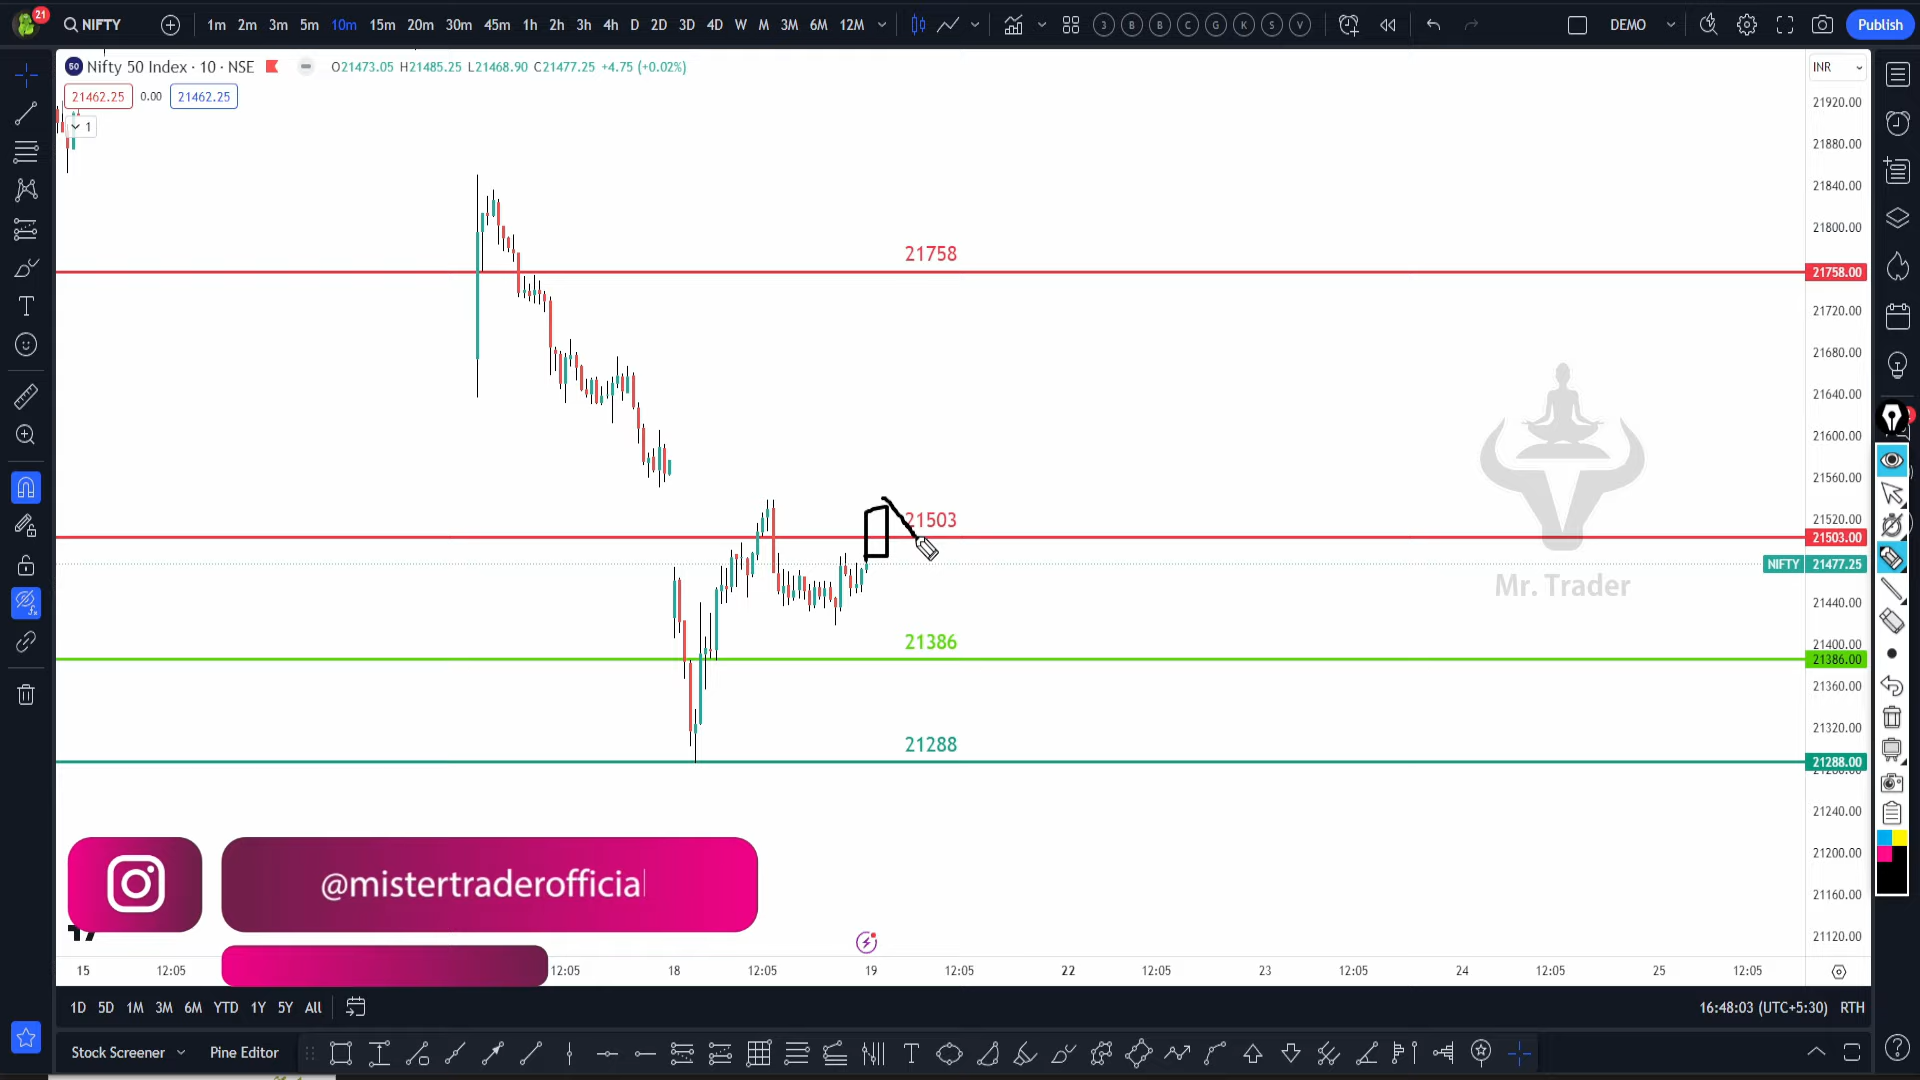 21
NIFTY
1m 2m 3m 5m 10m 15m 20m 30m 45m 1h 2h 3h 4h D 2D 3D 4D W M 3M 6M 12M
3 B B C G K S V
DEMO
Publish
50 Nifty 50 Index · 10 · NSE
O21473.05 H21485.25 L21468.90 C21477.25 +4.75 (+0.02%)
INR
21462.25 0.00 21462.25
1
21920.00
21880.00
21840.00
21800.00
21758
21758.00
21720.00
21680.00
21640.00
21600.00
21560.00
21503
21520.00
21503.00
NIFTY 21477.25
Mr. Trader
21440.00
21386
21400.00
21386.00
21360.00
21320.00
21288
21288.00
21240.00
21200.00
@mistertraderofficia
21160.00
21120.00
15 12:05 12:05 18 12:05 19 12:05 22 12:05 23 12:05 24 12:05 25 12:05
1D 5D 1M 3M 6M YTD 1Y 5Y All
16:48:03 (UTC+5:30) RTH
Stock Screener Pine Editor